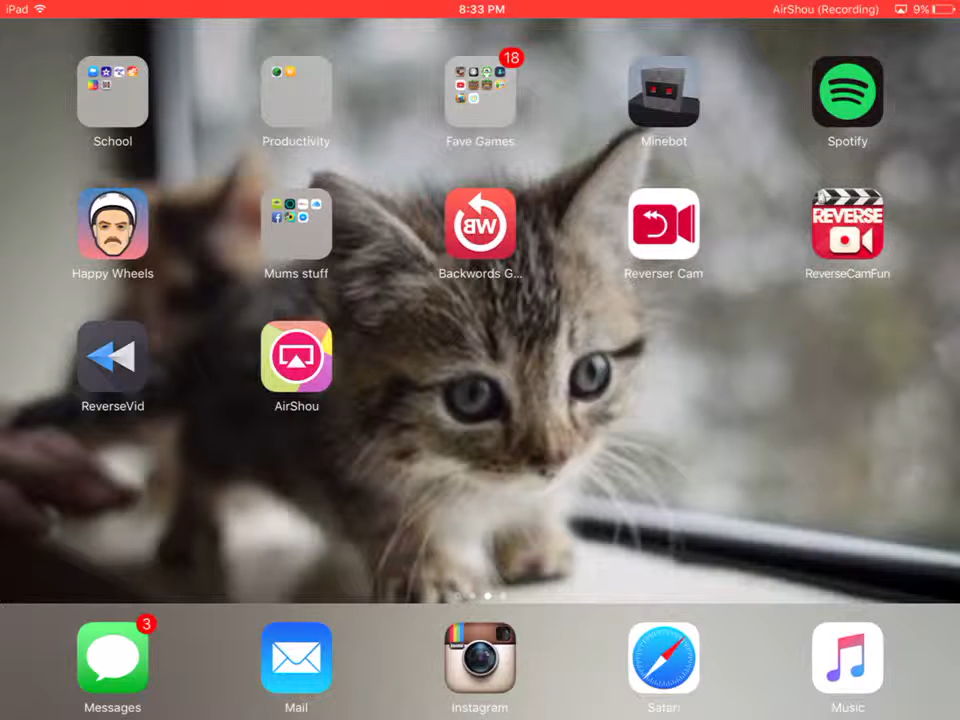 iPad 8:33 PM AirShou (Recording) 9%
18
School Productivity Fave Games Minebot Spotify
BW REVERSE
Happy Wheels Mums stuff Backwords G... Reverser Cam ReverseCamFun
ReverseVid AirShou
3
Messages Mail Instagram Safari Music